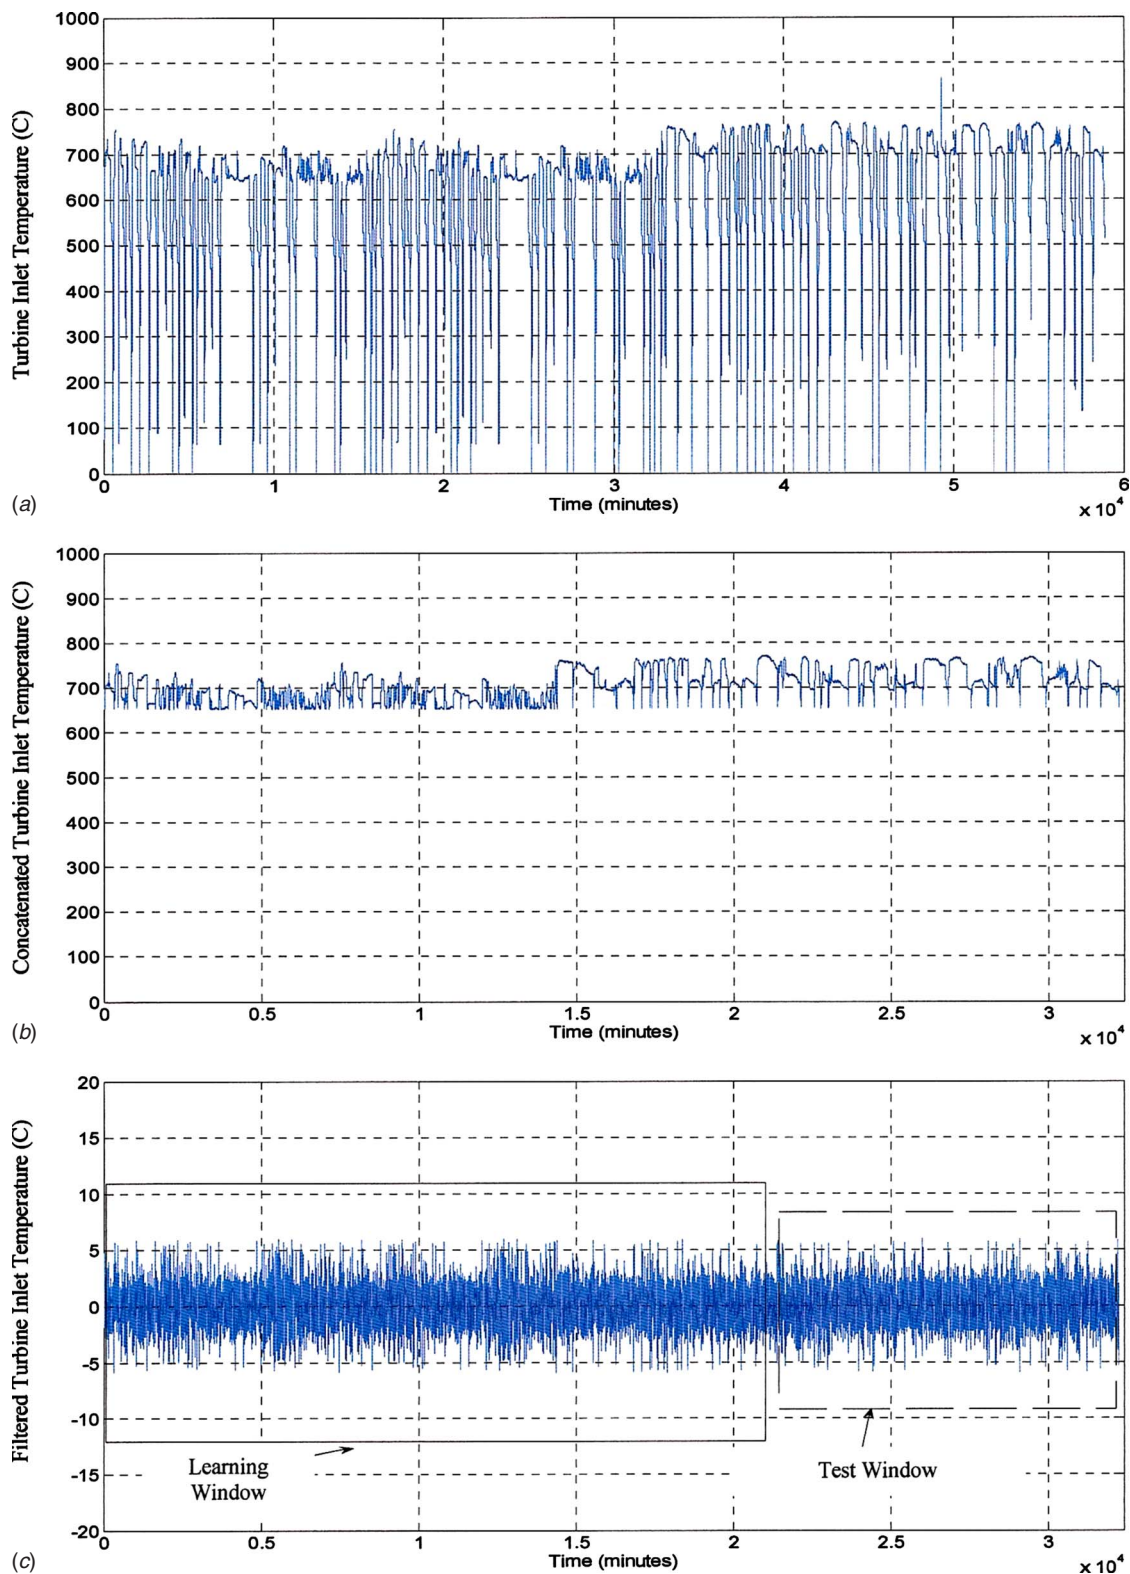 1000
900
800
700
600
500
400
300
200
100
0
Turbine Inlet Temperature (C)
0 1 2 3 4 5 6
Time (minutes)
x 10^4
(a)
1000
900
800
700
600
500
400
300
200
100
0
Concatenated Turbine Inlet Temperature (C)
0 0.5 1 1.5 2 2.5 3
Time (minutes)
x 10^4
(b)
20
15
10
5
0
-5
-10
-15
-20
Filtered Turbine Inlet Temperature (C)
Learning
Window
Test Window
0 0.5 1 1.5 2 2.5 3
Time (minutes)
x 10^4
(c)